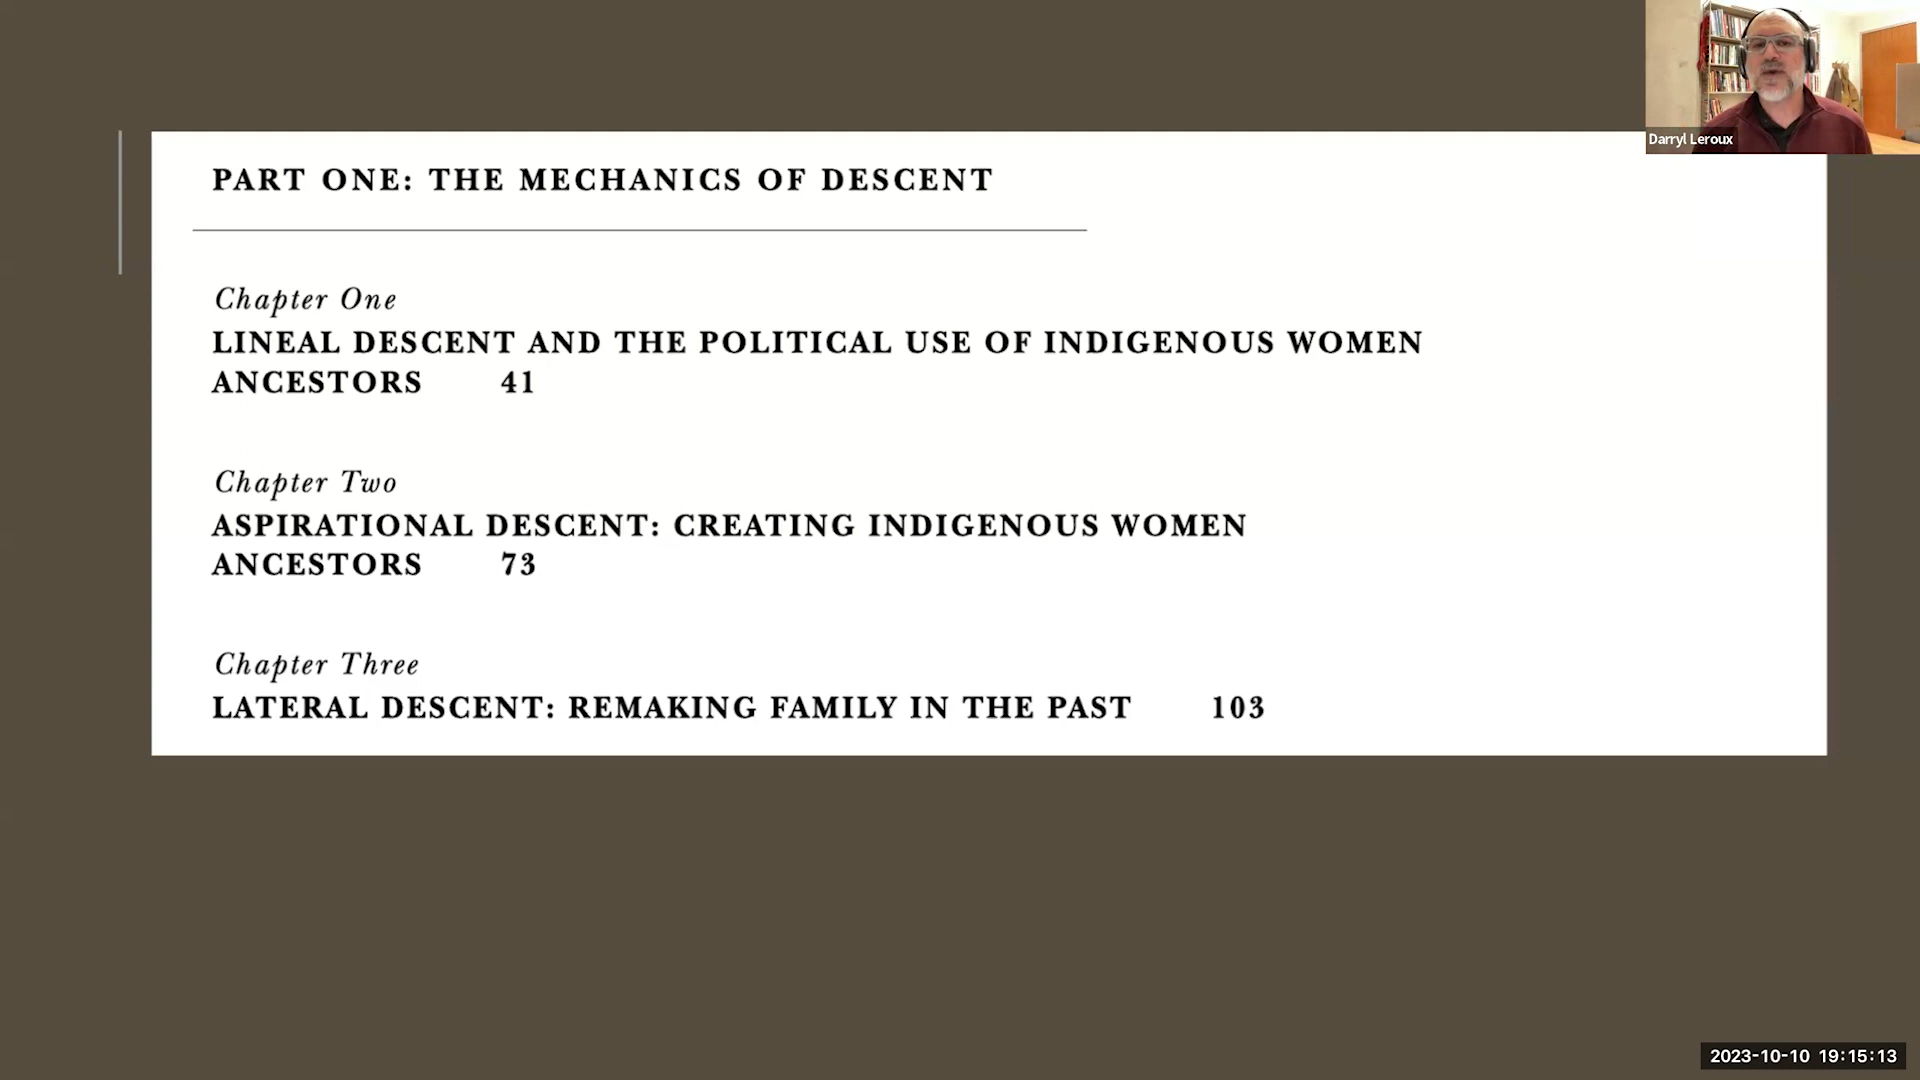 Darryl Leroux
PART ONE: THE MECHANICS OF DESCENT
Chapter One
LINEAL DESCENT AND THE POLITICAL USE OF INDIGENOUS WOMEN
ANCESTORS 41
Chapter Two
ASPIRATIONAL DESCENT: CREATING INDIGENOUS WOMEN
ANCESTORS 73
Chapter Three
LATERAL DESCENT: REMAKING FAMILY IN THE PAST 103
2023-10-10 19:15:13